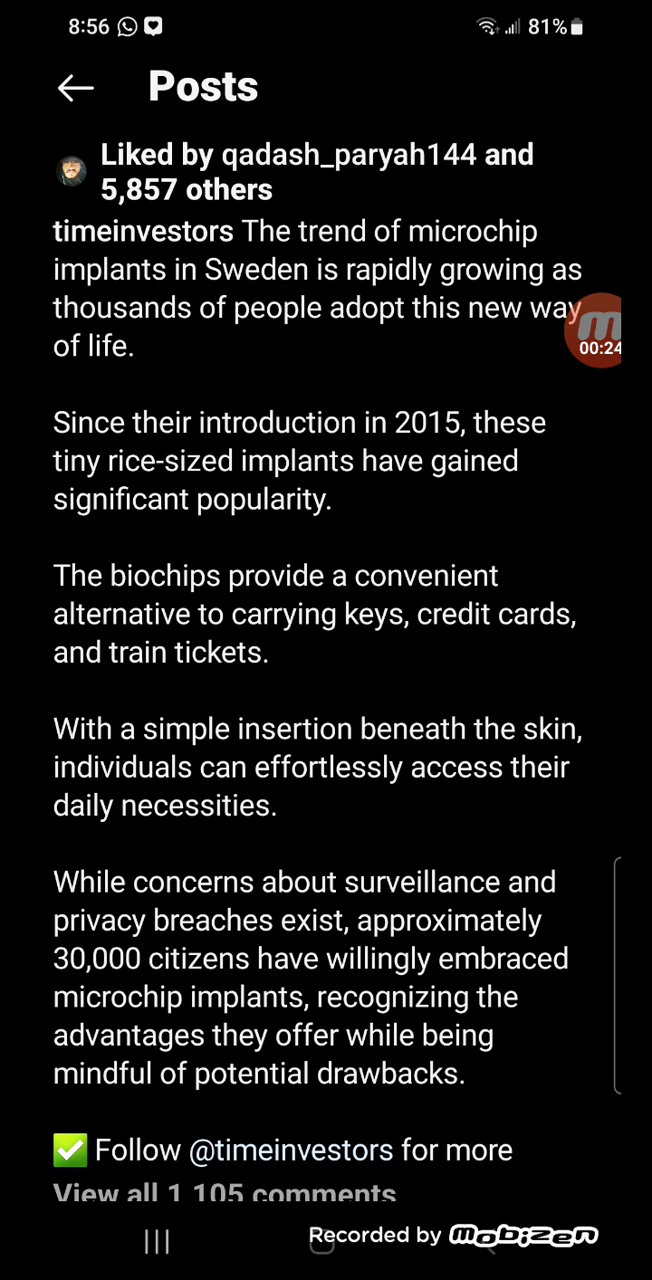 8:56 81%
Posts
Liked by qadash_paryah144 and
5,857 others
timeinvestors The trend of microchip
implants in Sweden is rapidly growing as
thousands of people adopt this new way
of life.
m
00:24
Since their introduction in 2015, these
tiny rice-sized implants have gained
significant popularity.
The biochips provide a convenient
alternative to carrying keys, credit cards,
and train tickets.
With a simple insertion beneath the skin,
individuals can effortlessly access their
daily necessities.
While concerns about surveillance and
privacy breaches exist, approximately
30,000 citizens have willingly embraced
microchip implants, recognizing the
advantages they offer while being
mindful of potential drawbacks.
✅ Follow @timeinvestors for more
View all 1 105 comments
Recorded by mobizen